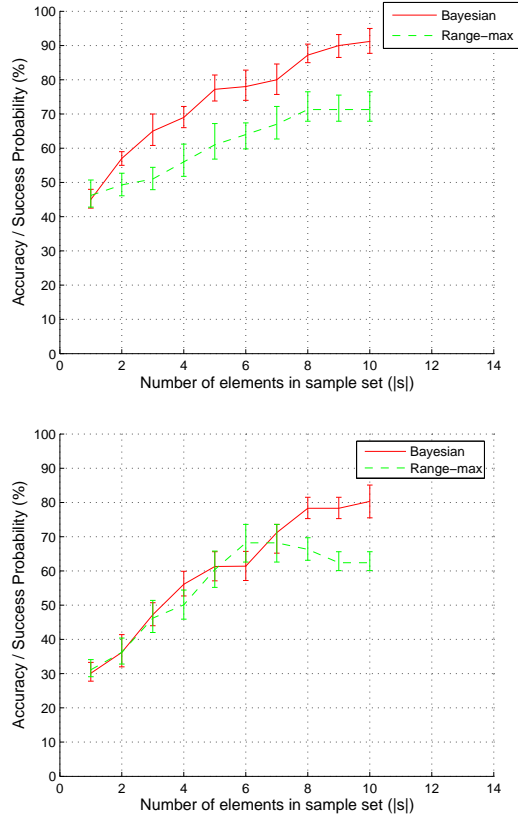 100
90
80
70
60
50
40
30
20
10
0
Accuracy / Success Probability (%)
Bayesian
Range−max
0 2 4 6 8 10 12 14
Number of elements in sample set (|s|)
100
90
80
70
60
50
40
30
20
10
0
Accuracy / Success Probability (%)
Bayesian
Range−max
0 2 4 6 8 10 12 14
Number of elements in sample set (|s|)